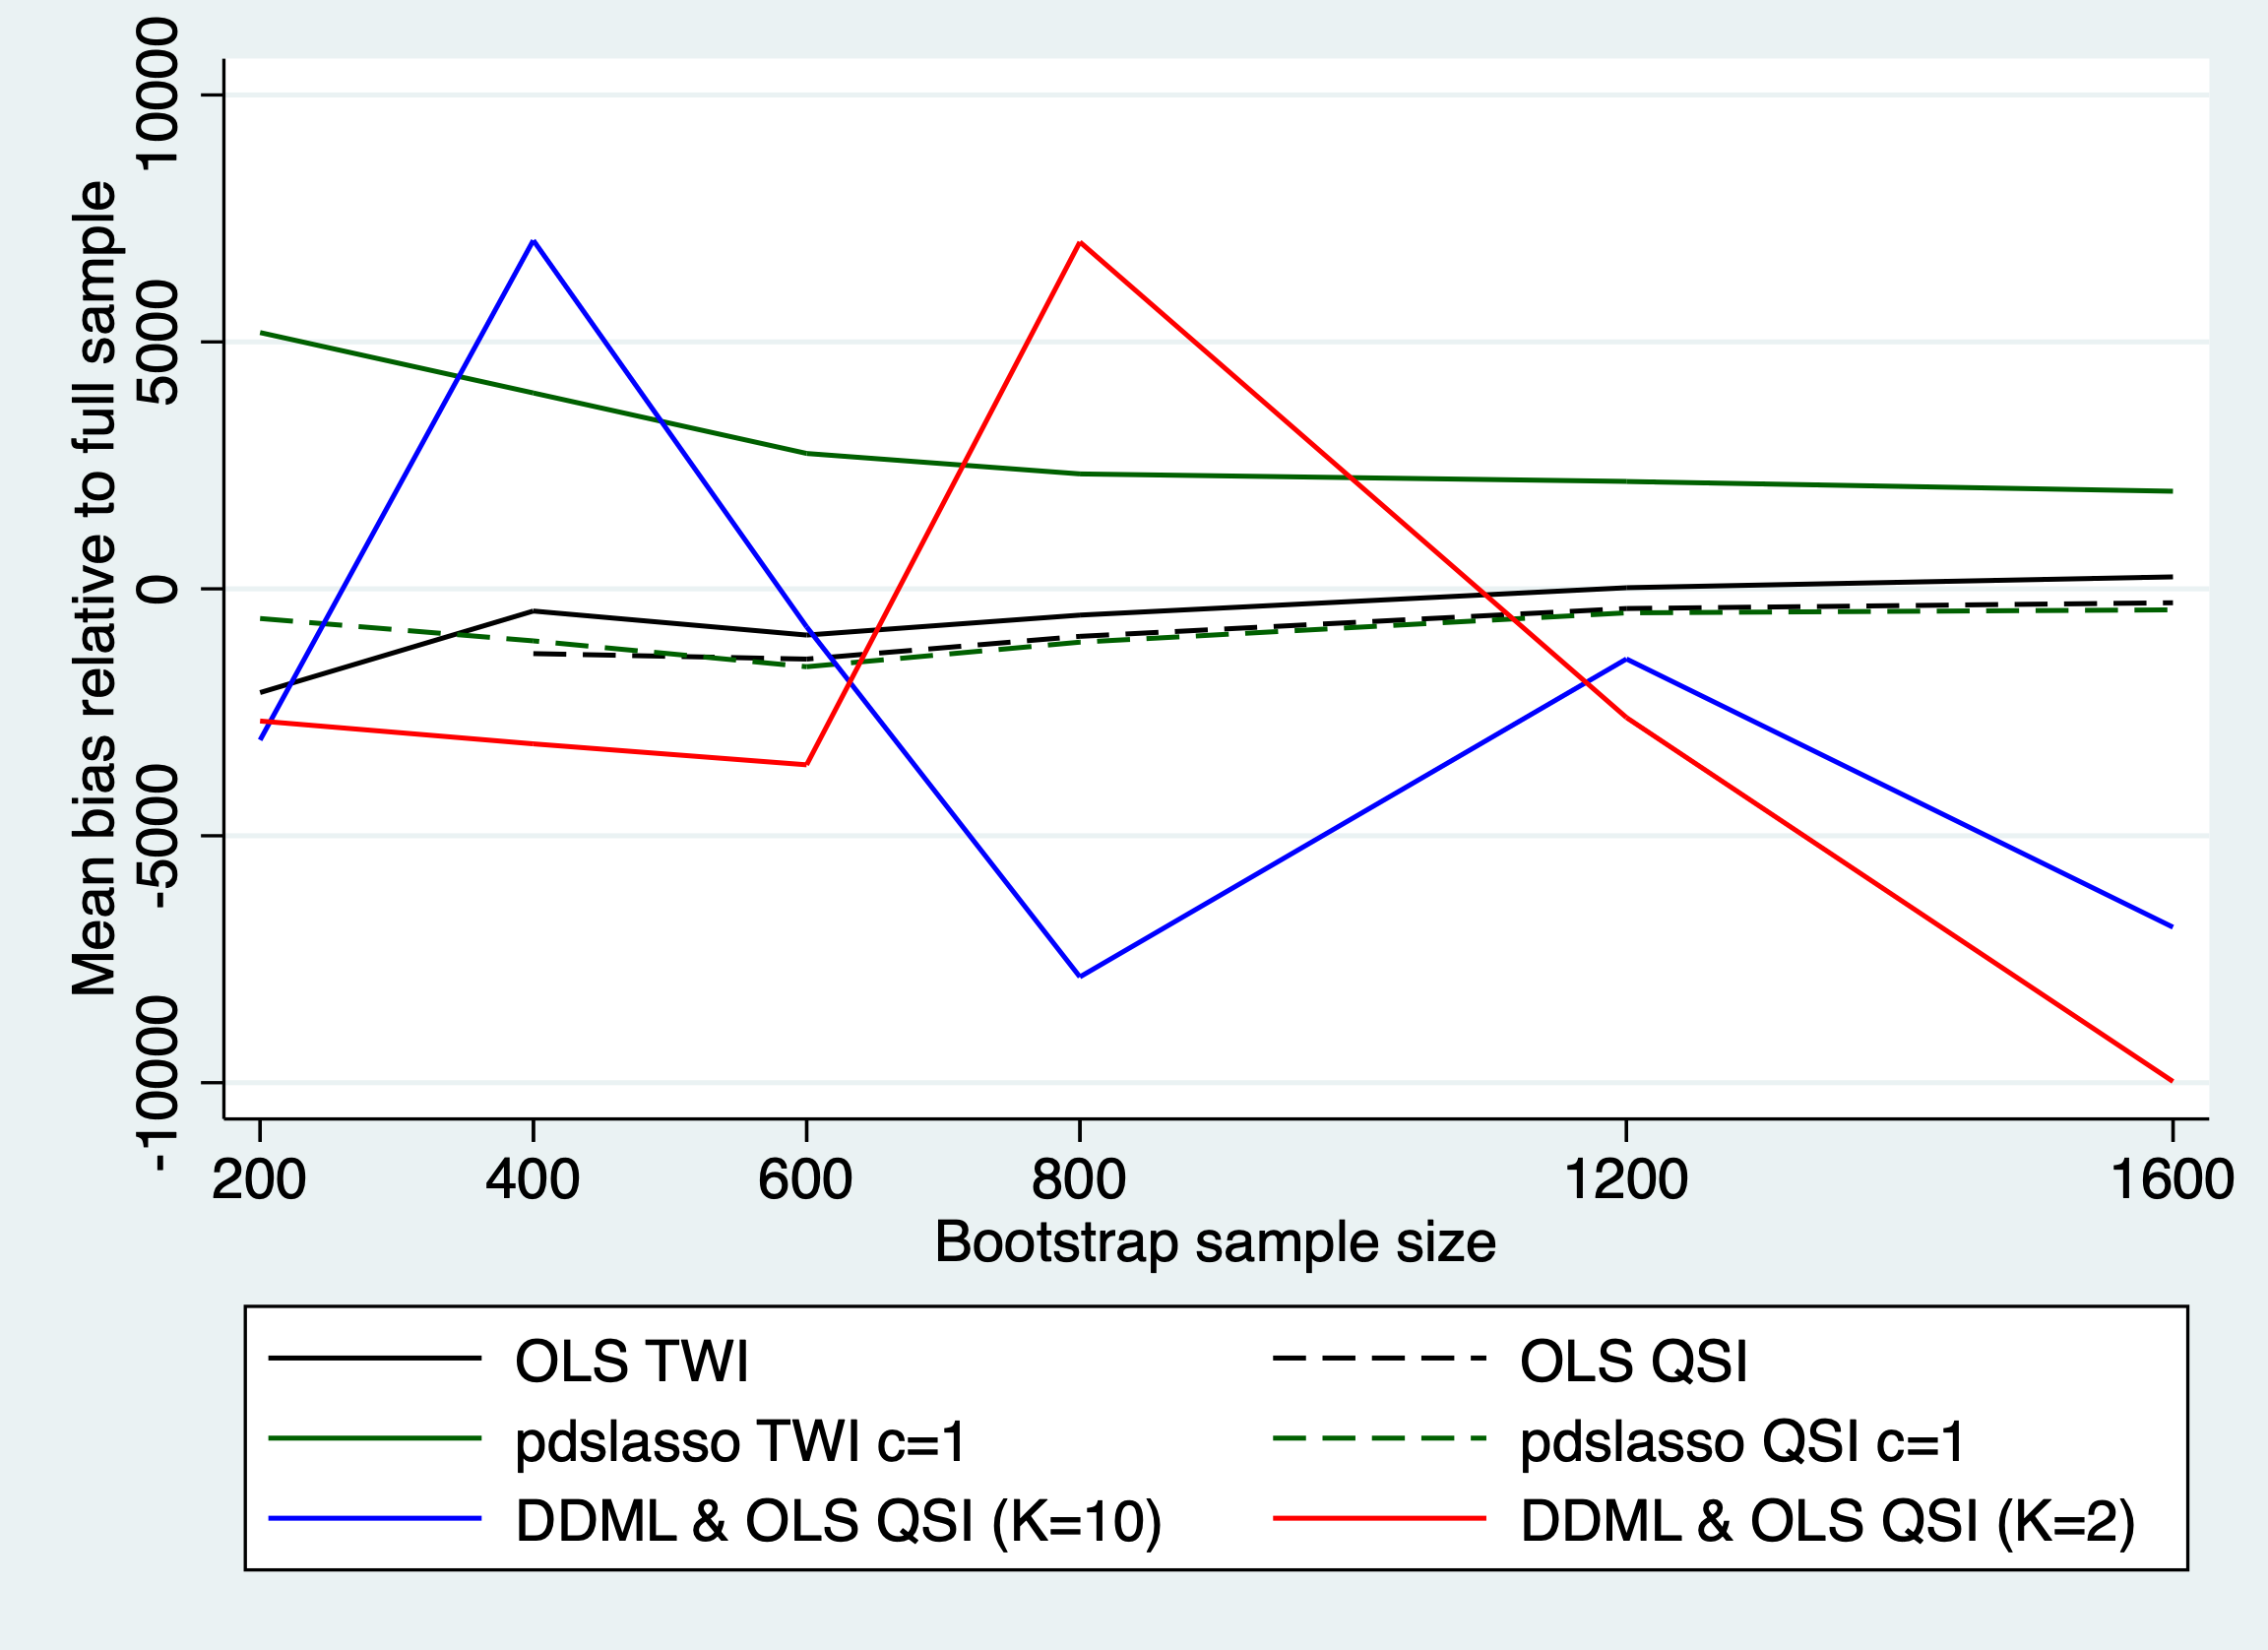 Mean bias relative to full sample
10000
5000
0
-5000
-10000
200 400 600 800 1200 1600
Bootstrap sample size
OLS TWI OLS QSI
pdslasso TWI c=1 pdslasso QSI c=1
DDML & OLS QSI (K=10) DDML & OLS QSI (K=2)